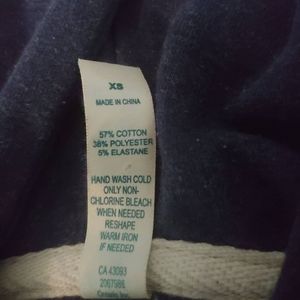 XS
MADE IN CHINA
57% COTTON
38% POLYESTER
5% ELASTANE
HAND WASH COLD
ONLY NON-
CHLORINE BLEACH
WHEN NEEDED
RESHAPE
WARM IRON
IF NEEDED
CA 43093